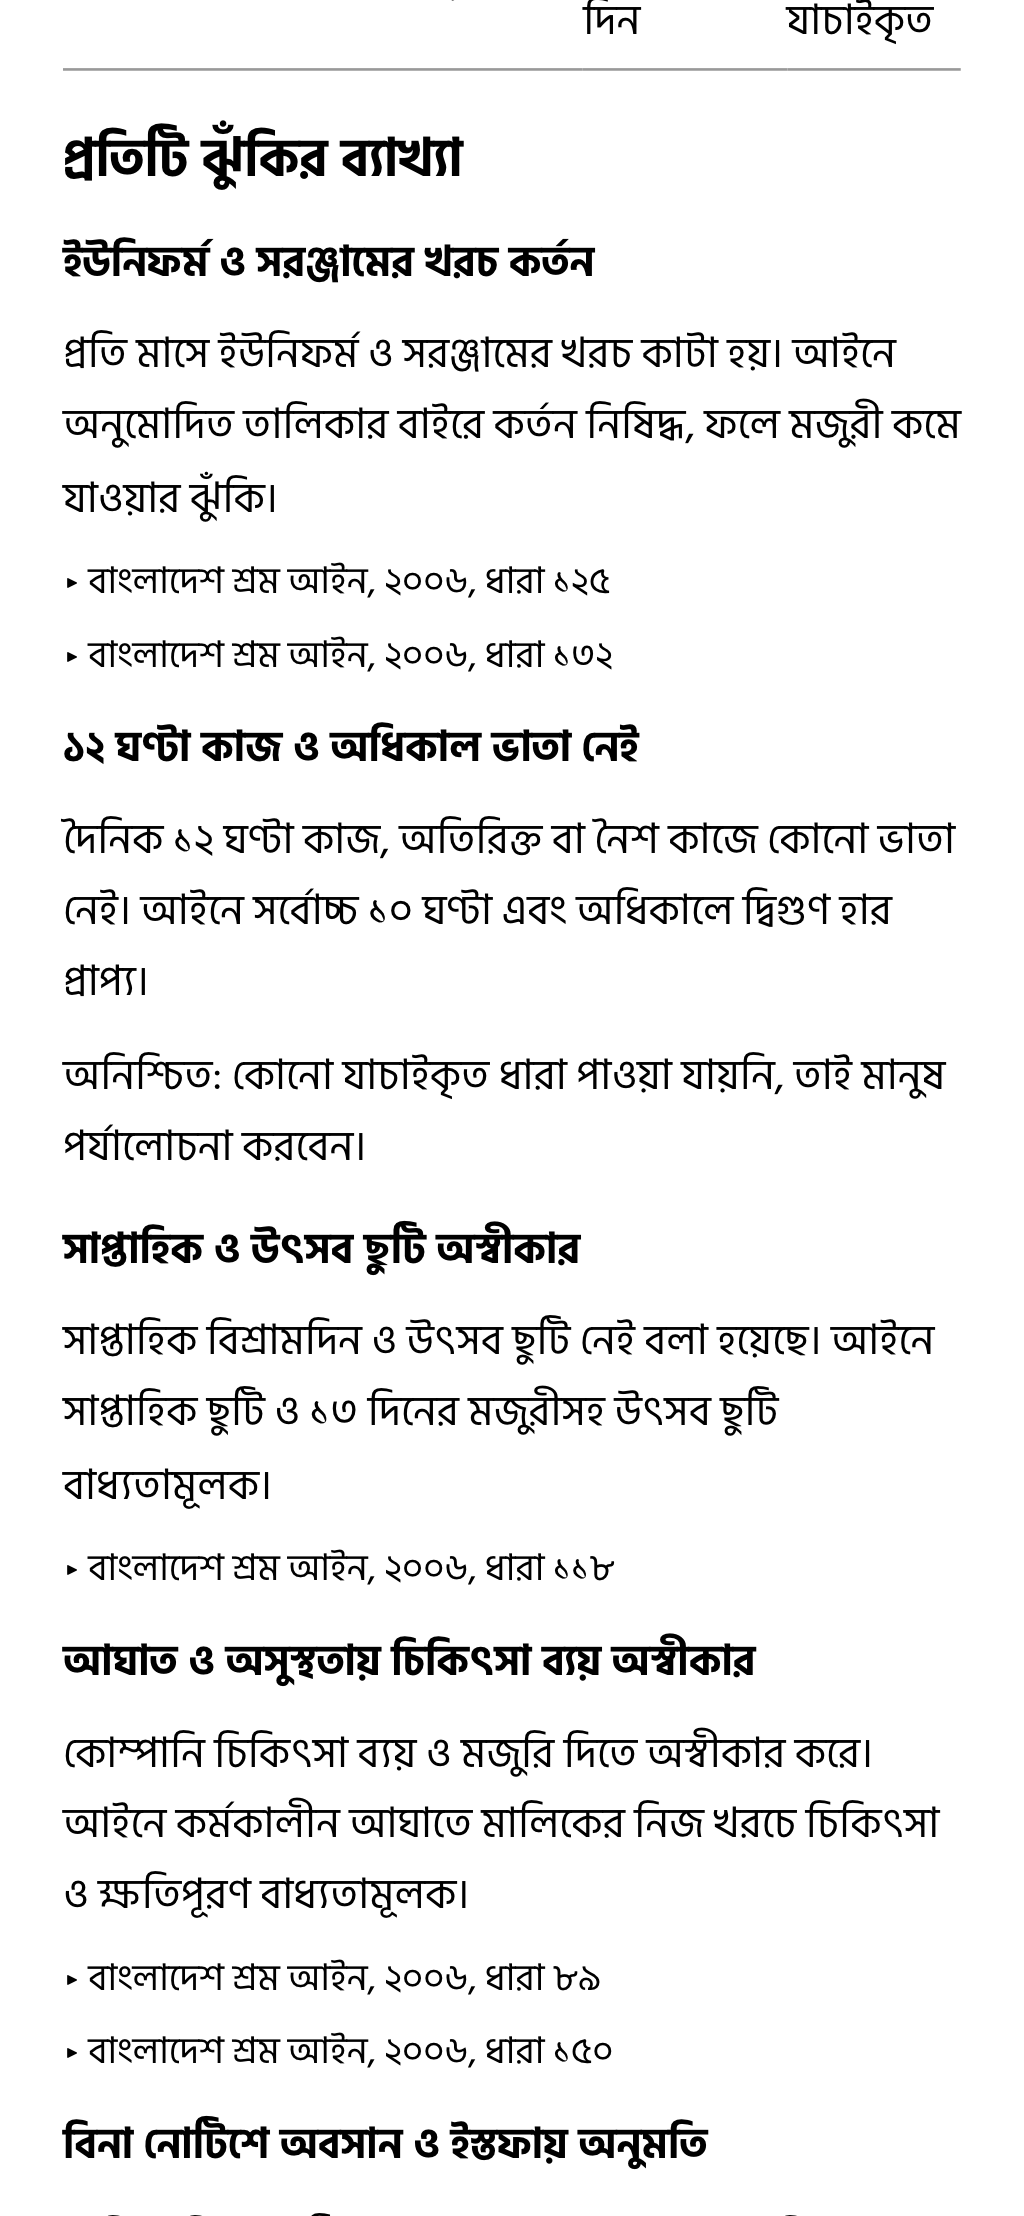 দিন যাচাইকৃত
প্রতিটি ঝুঁকির ব্যাখ্যা
ইউনিফর্ম ও সরঞ্জামের খরচ কর্তন
প্রতি মাসে ইউনিফর্ম ও সরঞ্জামের খরচ কাটা হয়। আইনে
অনুমোদিত তালিকার বাইরে কর্তন নিষিদ্ধ, ফলে মজুরী কমে
যাওয়ার ঝুঁকি।
▸ বাংলাদেশ শ্রম আইন, ২০০৬, ধারা ১২৫
▸ বাংলাদেশ শ্রম আইন, ২০০৬, ধারা ১৩২
১২ ঘণ্টা কাজ ও অধিকাল ভাতা নেই
দৈনিক ১২ ঘণ্টা কাজ, অতিরিক্ত বা নৈশ কাজে কোনো ভাতা
নেই। আইনে সর্বোচ্চ ১০ ঘণ্টা এবং অধিকালে দ্বিগুণ হার
প্রাপ্য।
অনিশ্চিত: কোনো যাচাইকৃত ধারা পাওয়া যায়নি, তাই মানুষ
পর্যালোচনা করবেন।
সাপ্তাহিক ও উৎসব ছুটি অস্বীকার
সাপ্তাহিক বিশ্রামদিন ও উৎসব ছুটি নেই বলা হয়েছে। আইনে
সাপ্তাহিক ছুটি ও ১৩ দিনের মজুরীসহ উৎসব ছুটি
বাধ্যতামূলক।
▸ বাংলাদেশ শ্রম আইন, ২০০৬, ধারা ১১৮
আঘাত ও অসুস্থতায় চিকিৎসা ব্যয় অস্বীকার
কোম্পানি চিকিৎসা ব্যয় ও মজুরি দিতে অস্বীকার করে।
আইনে কর্মকালীন আঘাতে মালিকের নিজ খরচে চিকিৎসা
ও ক্ষতিপূরণ বাধ্যতামূলক।
▸ বাংলাদেশ শ্রম আইন, ২০০৬, ধারা ৮৯
▸ বাংলাদেশ শ্রম আইন, ২০০৬, ধারা ১৫০
বিনা নোটিশে অবসান ও ইস্তফায় অনুমতি